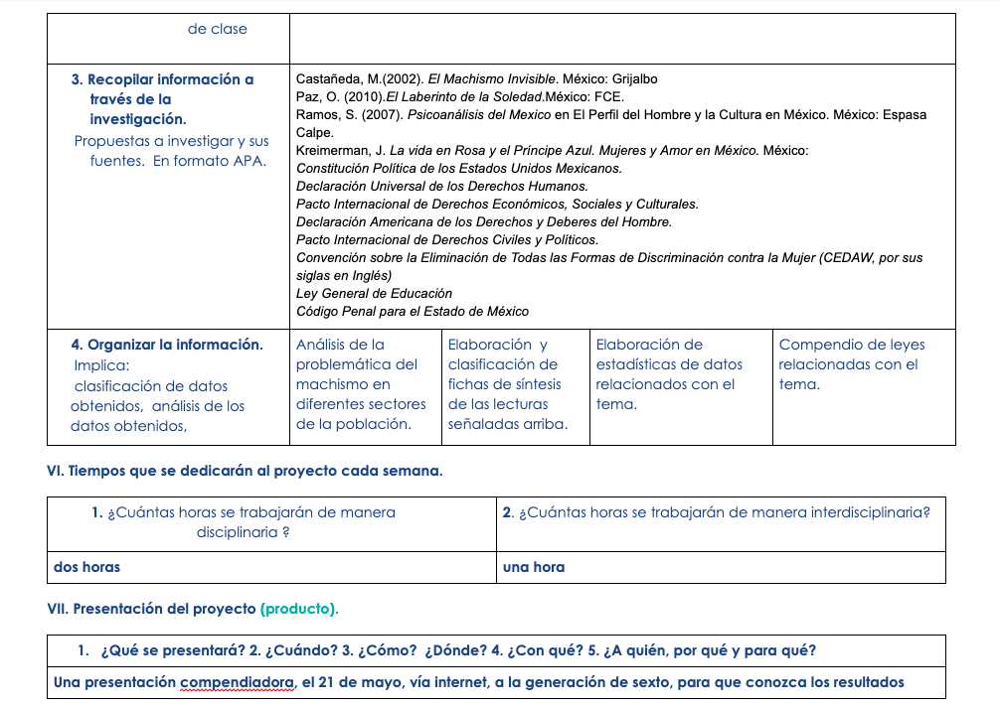 de clase
3. Recopilar información a
través de la
investigación.
Propuestas a investigar y sus
fuentes. En formato APA.
Castañeda, M.(2002). El Machismo Invisible. México: Grijalbo
Paz, O. (2010).El Laberinto de la Soledad.México: FCE.
Ramos, S. (2007). Psicoanálisis del Mexico en El Perfil del Hombre y la Cultura en México. México: Espasa
Calpe.
Kreimerman, J. La vida en Rosa y el Príncipe Azul. Mujeres y Amor en México. México:
Constitución Política de los Estados Unidos Mexicanos.
Declaración Universal de los Derechos Humanos.
Pacto Internacional de Derechos Económicos, Sociales y Culturales.
Declaración Americana de los Derechos y Deberes del Hombre.
Pacto Internacional de Derechos Civiles y Políticos.
Convención sobre la Eliminación de Todas las Formas de Discriminación contra la Mujer (CEDAW, por sus
siglas en Inglés)
Ley General de Educación
Código Penal para el Estado de México
4. Organizar la información.
Implica:
clasificación de datos
obtenidos, análisis de los
datos obtenidos,
Análisis de la
problemática del
machismo en
diferentes sectores
de la población.
Elaboración y
clasificación de
fichas de síntesis
de las lecturas
señaladas arriba.
Elaboración de
estadísticas de datos
relacionados con el
tema.
Compendio de leyes
relacionadas con el
tema.
VI. Tiempos que se dedicarán al proyecto cada semana.
1. ¿Cuántas horas se trabajarán de manera
disciplinaria ?
2. ¿Cuántas horas se trabajarán de manera interdisciplinaria?
dos horas
una hora
VII. Presentación del proyecto (producto).
1. ¿Qué se presentará? 2. ¿Cuándo? 3. ¿Cómo? ¿Dónde? 4. ¿Con qué? 5. ¿A quién, por qué y para qué?
Una presentación compendiadora, el 21 de mayo, vía internet, a la generación de sexto, para que conozca los resultados